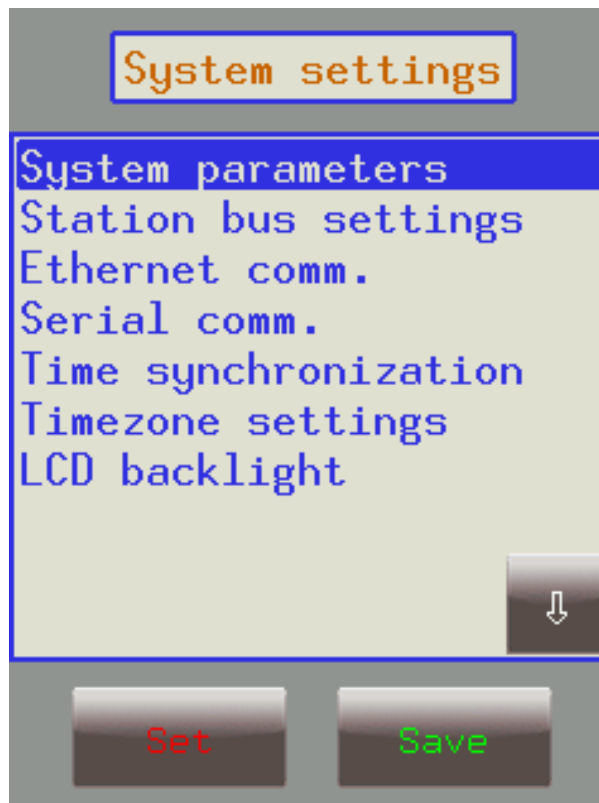 System settings
System parameters
Station bus settings
Ethernet comm.
Serial comm.
Time synchronization
Timezone settings
LCD backlight
⇩
Set
Save